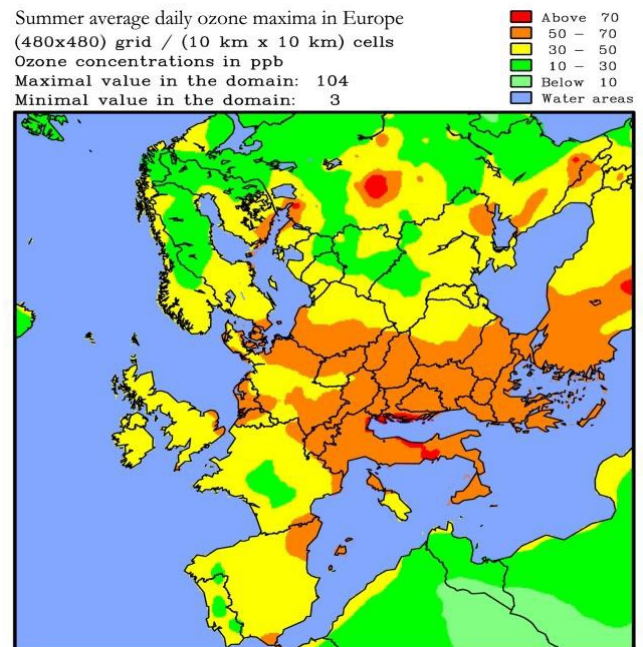 Summer average daily ozone maxima in Europe
(480x480) grid / (10 km x 10 km) cells
Ozone concentrations in ppb
Maximal value in the domain: 104
Minimal value in the domain: 3
Above 70
50 - 70
30 - 50
10 - 30
Below 10
Water areas